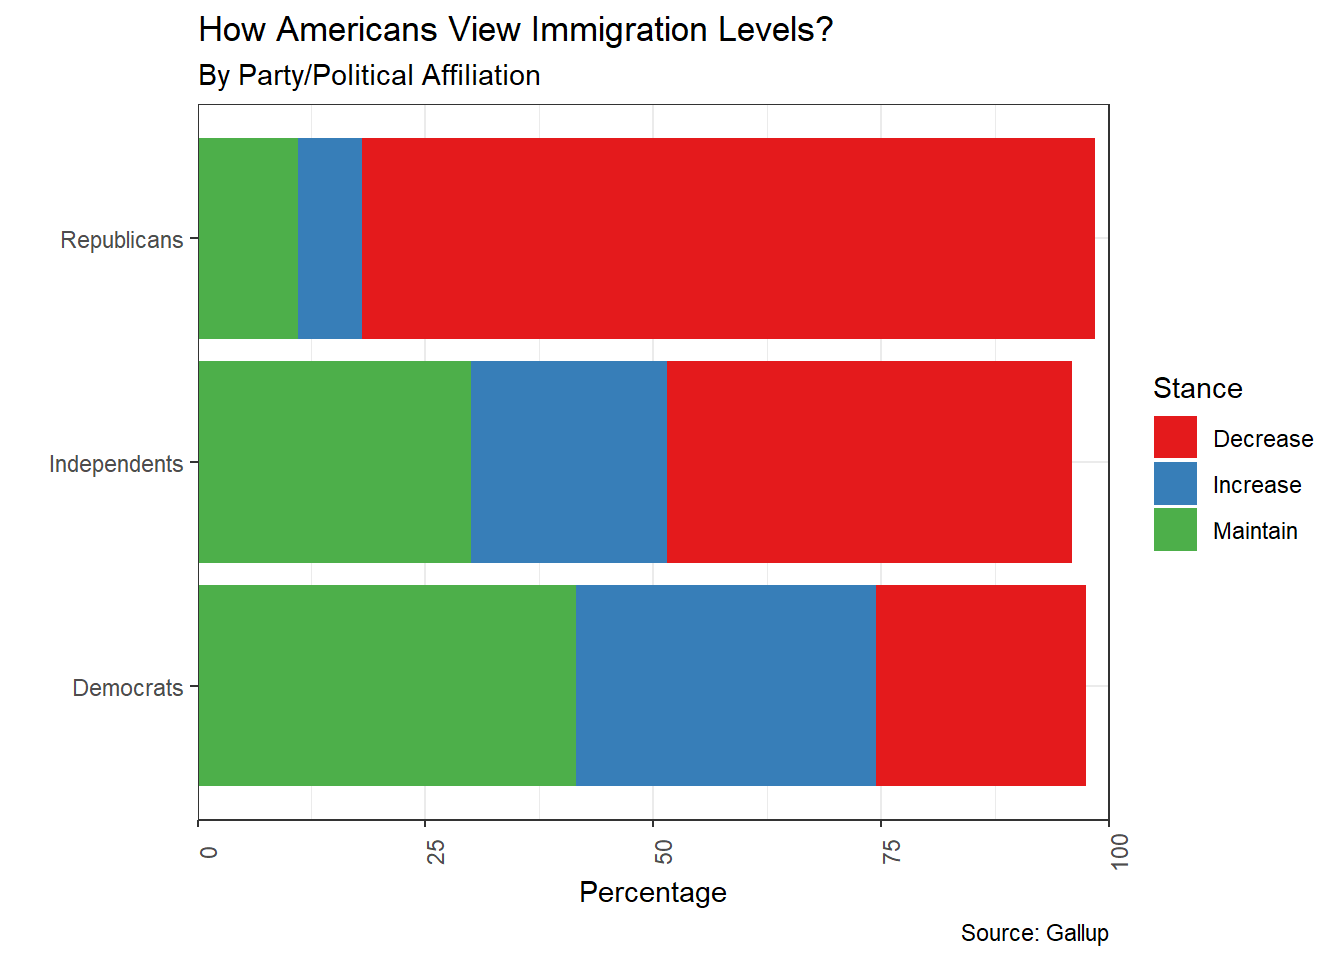 How Americans View Immigration Levels?
By Party/Political Affiliation
Republicans
Independents
Democrats
0
25
50
75
100
Percentage
Stance
Decrease
Increase
Maintain
Source: Gallup